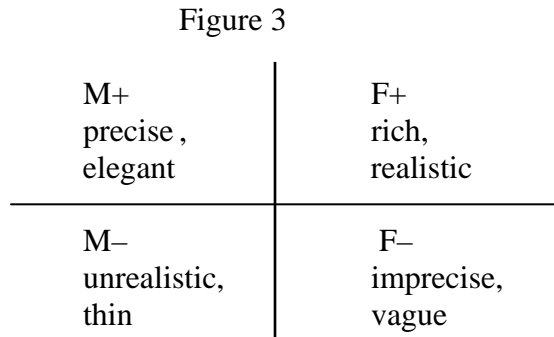 Figure 3
M+
precise ,
elegant
F+
rich,
realistic
M–
unrealistic,
thin
F–
imprecise,
vague